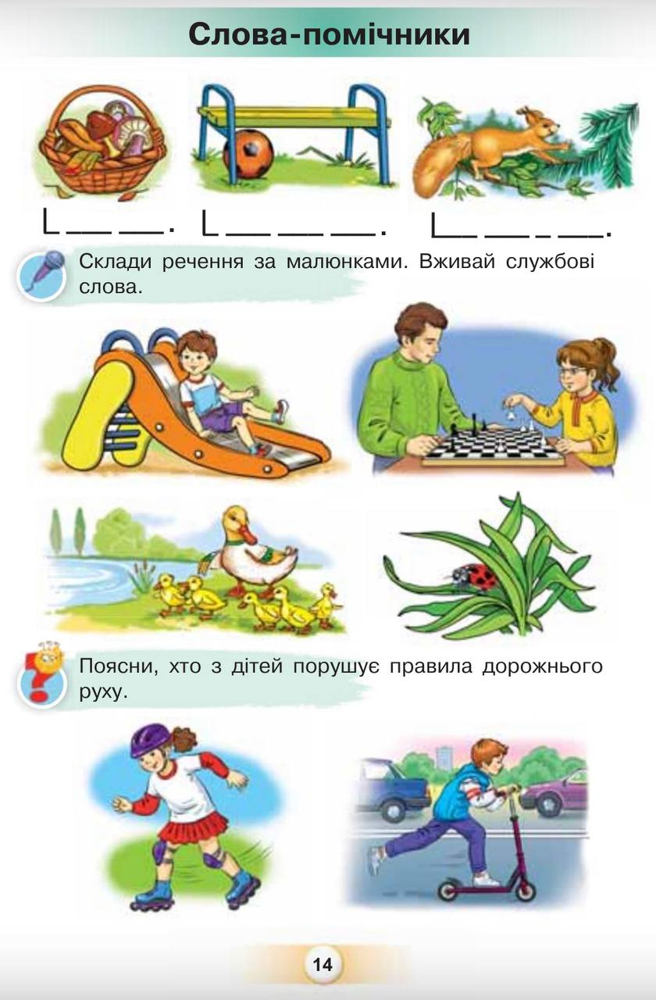 Слова-помічники
Склади речення за малюнками. Вживай службові
слова.
Поясни, хто з дітей порушує правила дорожнього
руху.
14